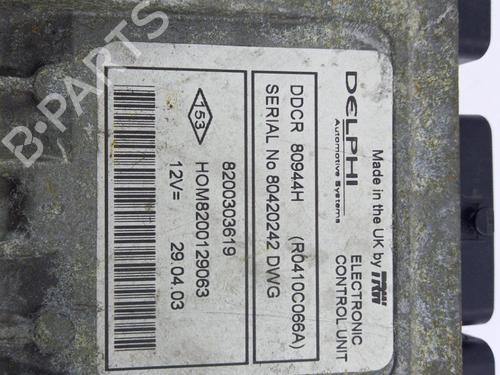 DELPHI
Automotive Systems
Made in the UK by TRW
ELECTRONIC
CONTROL UNIT
DDCR 80944H (R0410C066A)
SERIAL No 80420242 DWG
153
8200303619
HOM8200129063
12V= 29.04.03
B-PARTS